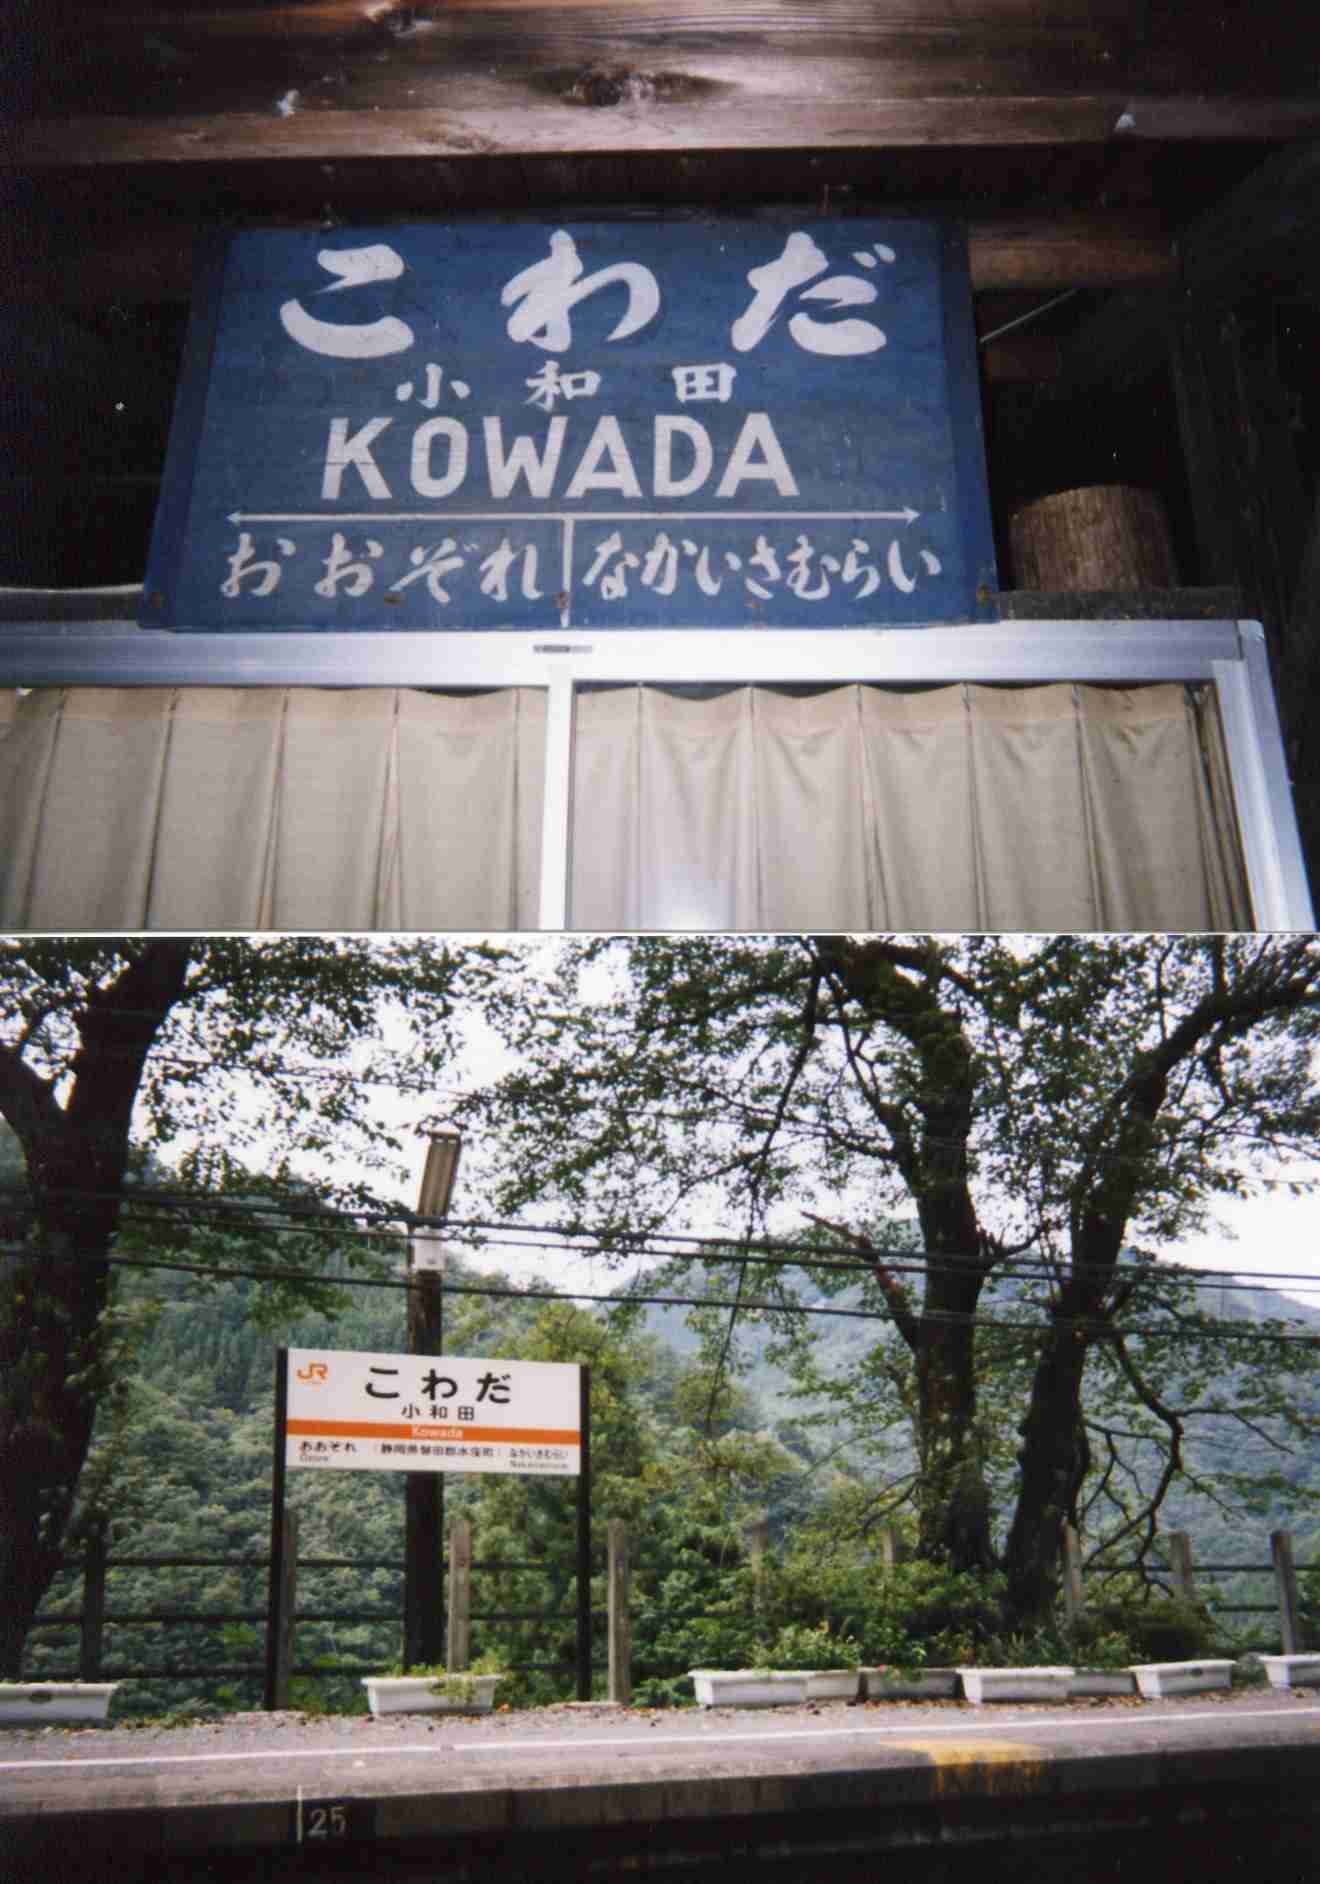 こわだ
小和田
KOWADA
おおぞれ なかいさむらい
JR
こわだ
小和田
Kowada
おおぞれ (静岡県磐田郡水窪町) なかいさむらい
Ōzore
25